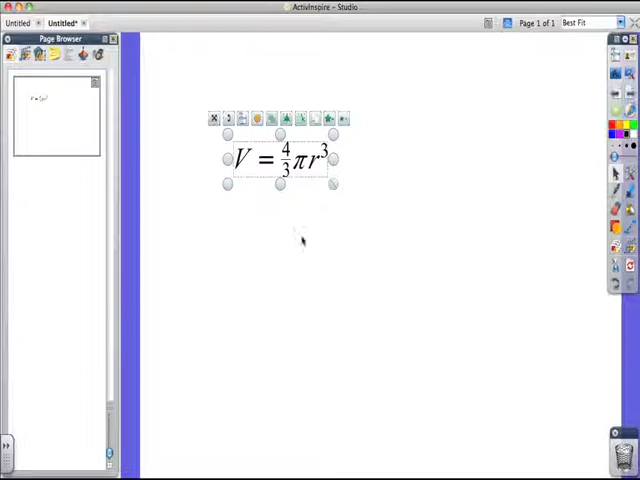 ActivInspire - Studio
Untitled
Untitled*
Page 1 of 1
Best Fit
Page Browser
V = 4/3 πr³